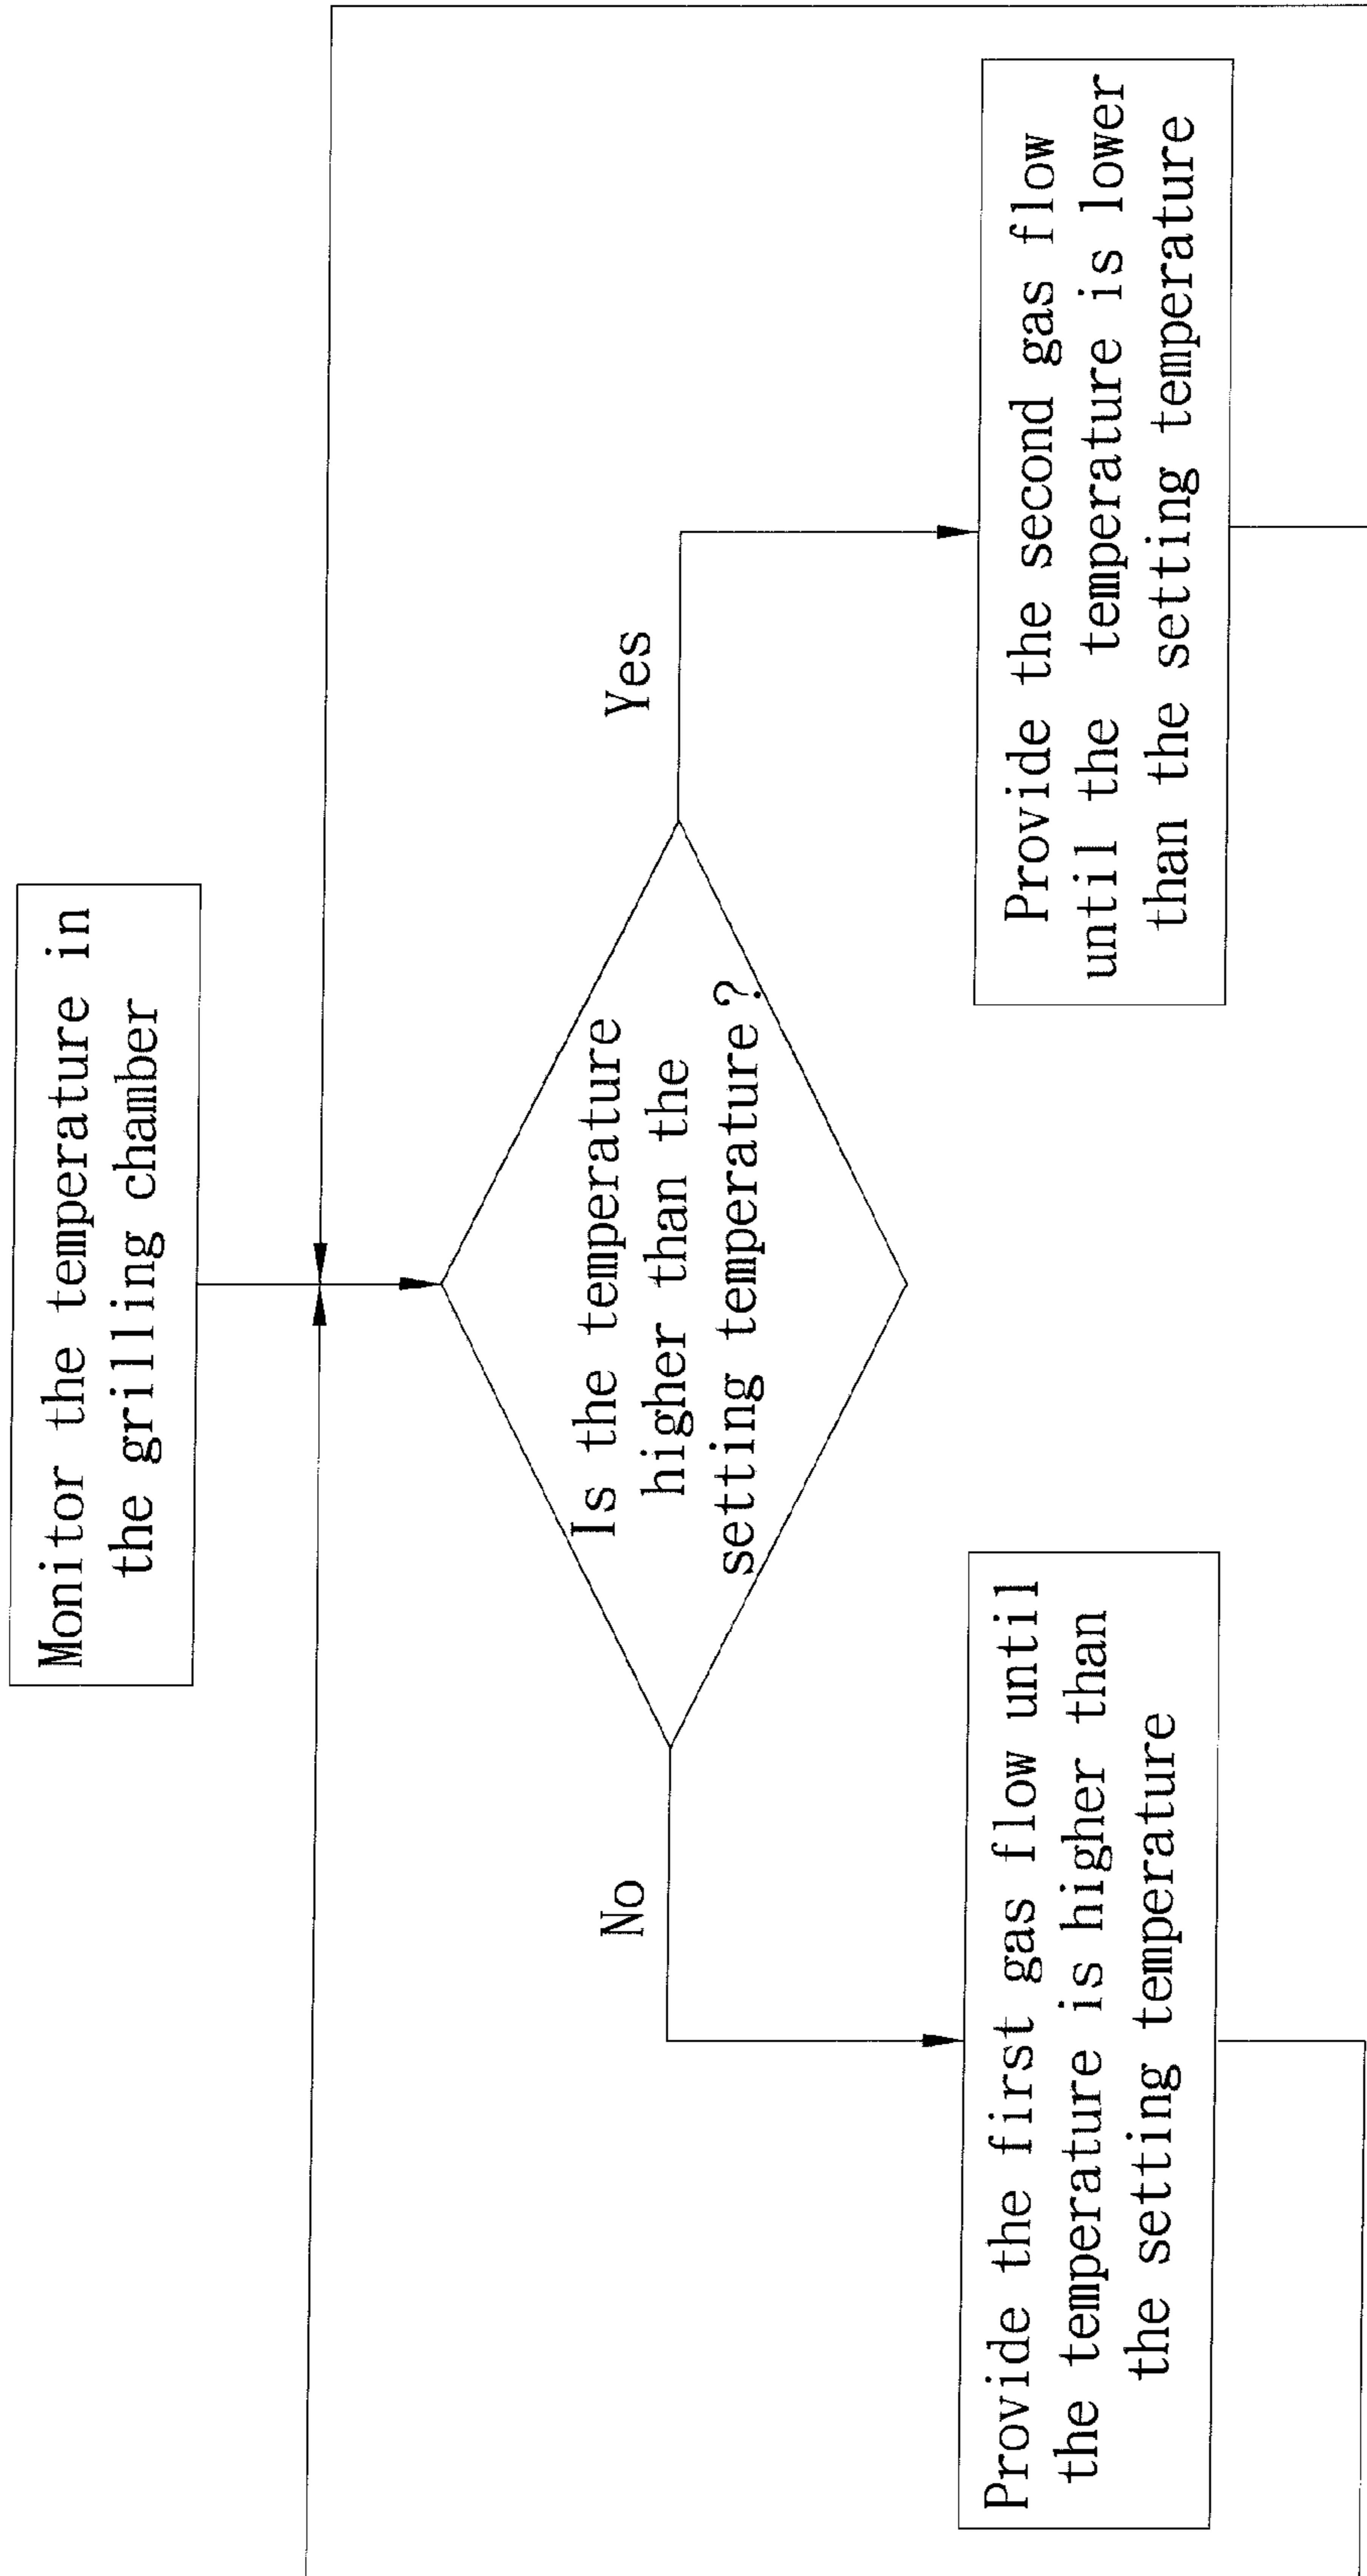 Monitor the temperature in
the grilling chamber
Is the temperature
higher than the
setting temperature?
No
Yes
Provide the first gas flow until
the temperature is higher than
the setting temperature
Provide the second gas flow
until the temperature is lower
than the setting temperature